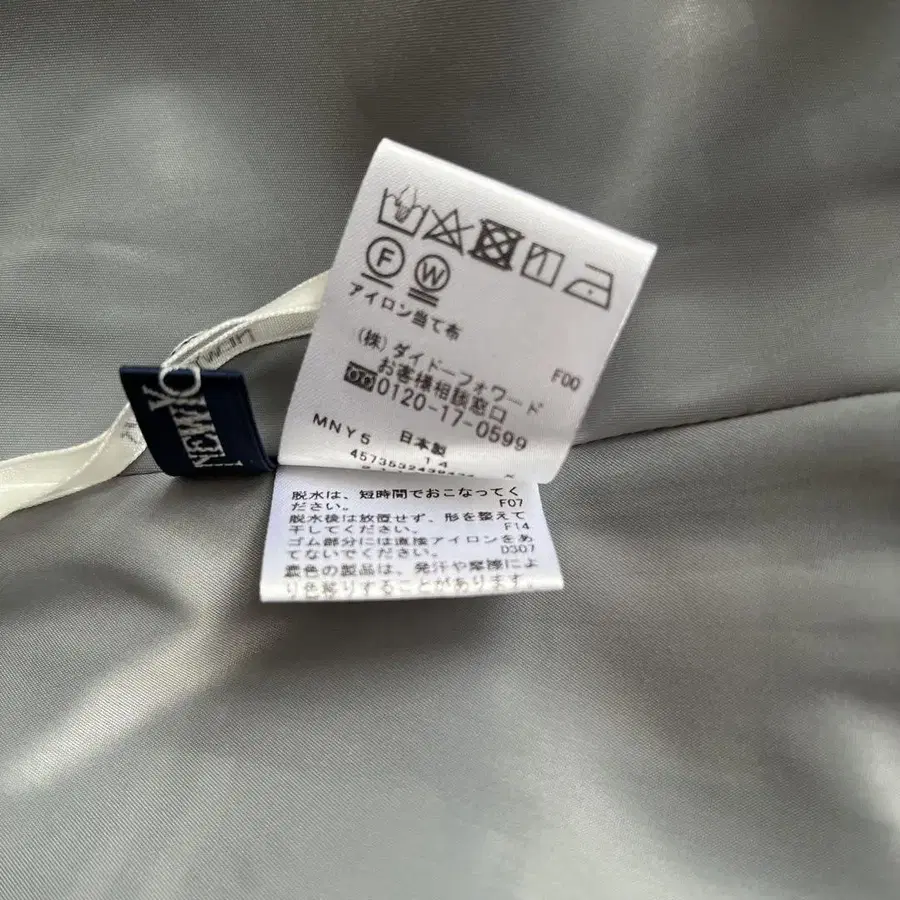 F
W
アイロン当て布
F00
(株)ダイドーフォワード
お客様相談窓口
0120-17-0599
MNY5 日本製
14
NEWYO
脱水は、短時間でおこなってく
ださい。 F07
脱水後は放置せず、形を整えて
干してください。 F14
ゴム部分には直接アイロンをあ
てないでください。 D307
濃色の製品は、発汗や摩擦によ
り色移りすることがあります。